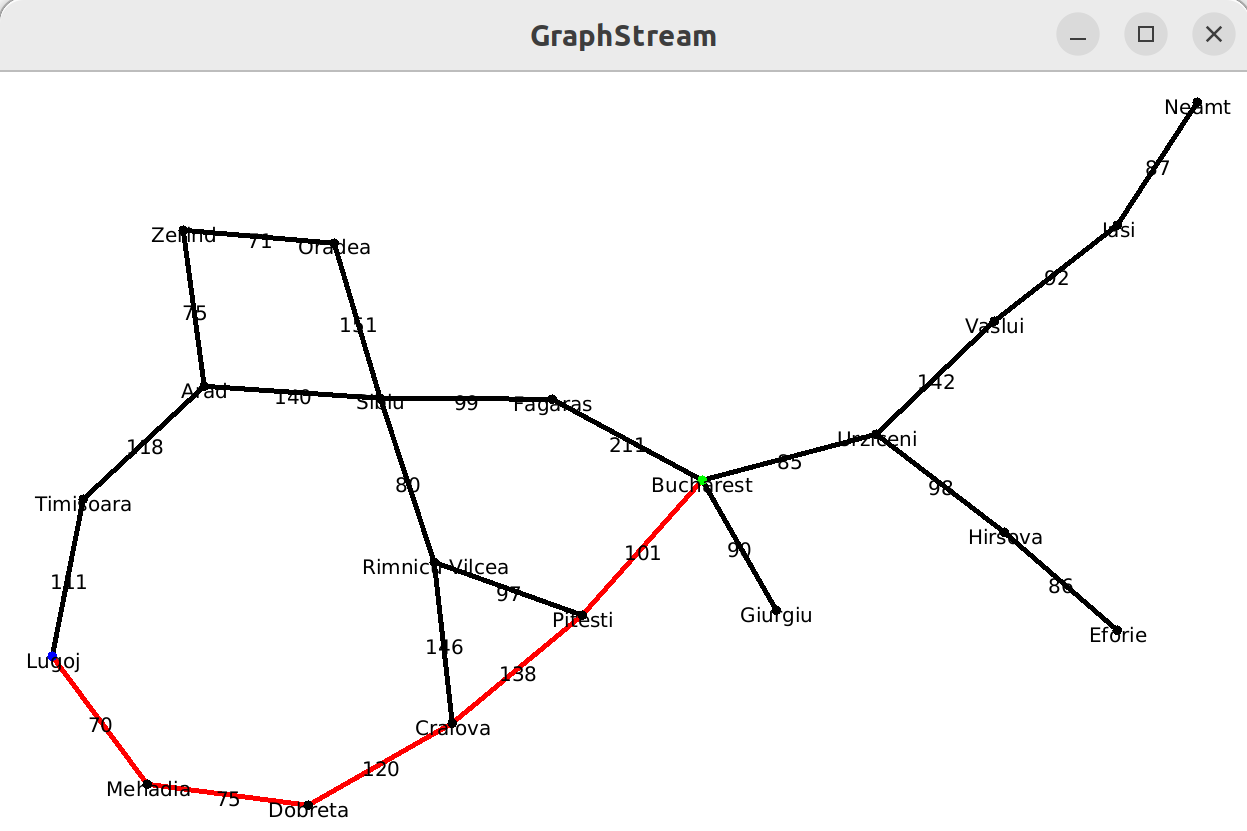 GraphStream
Neamt
87
Iasi
Zerind
71
Oradea
92
75
151
Vaslui
142
Arad
140
Sibiu
99
Fagaras
118
211
Urziceni
85
Bucharest
98
80
Timisoara
Hirsova
90
101
Rimnicu Vilcea
111
97
86
Pitesti
Giurgiu
Eforie
146
Lugoj
138
70
Craiova
120
Mehadia
75
Dobreta